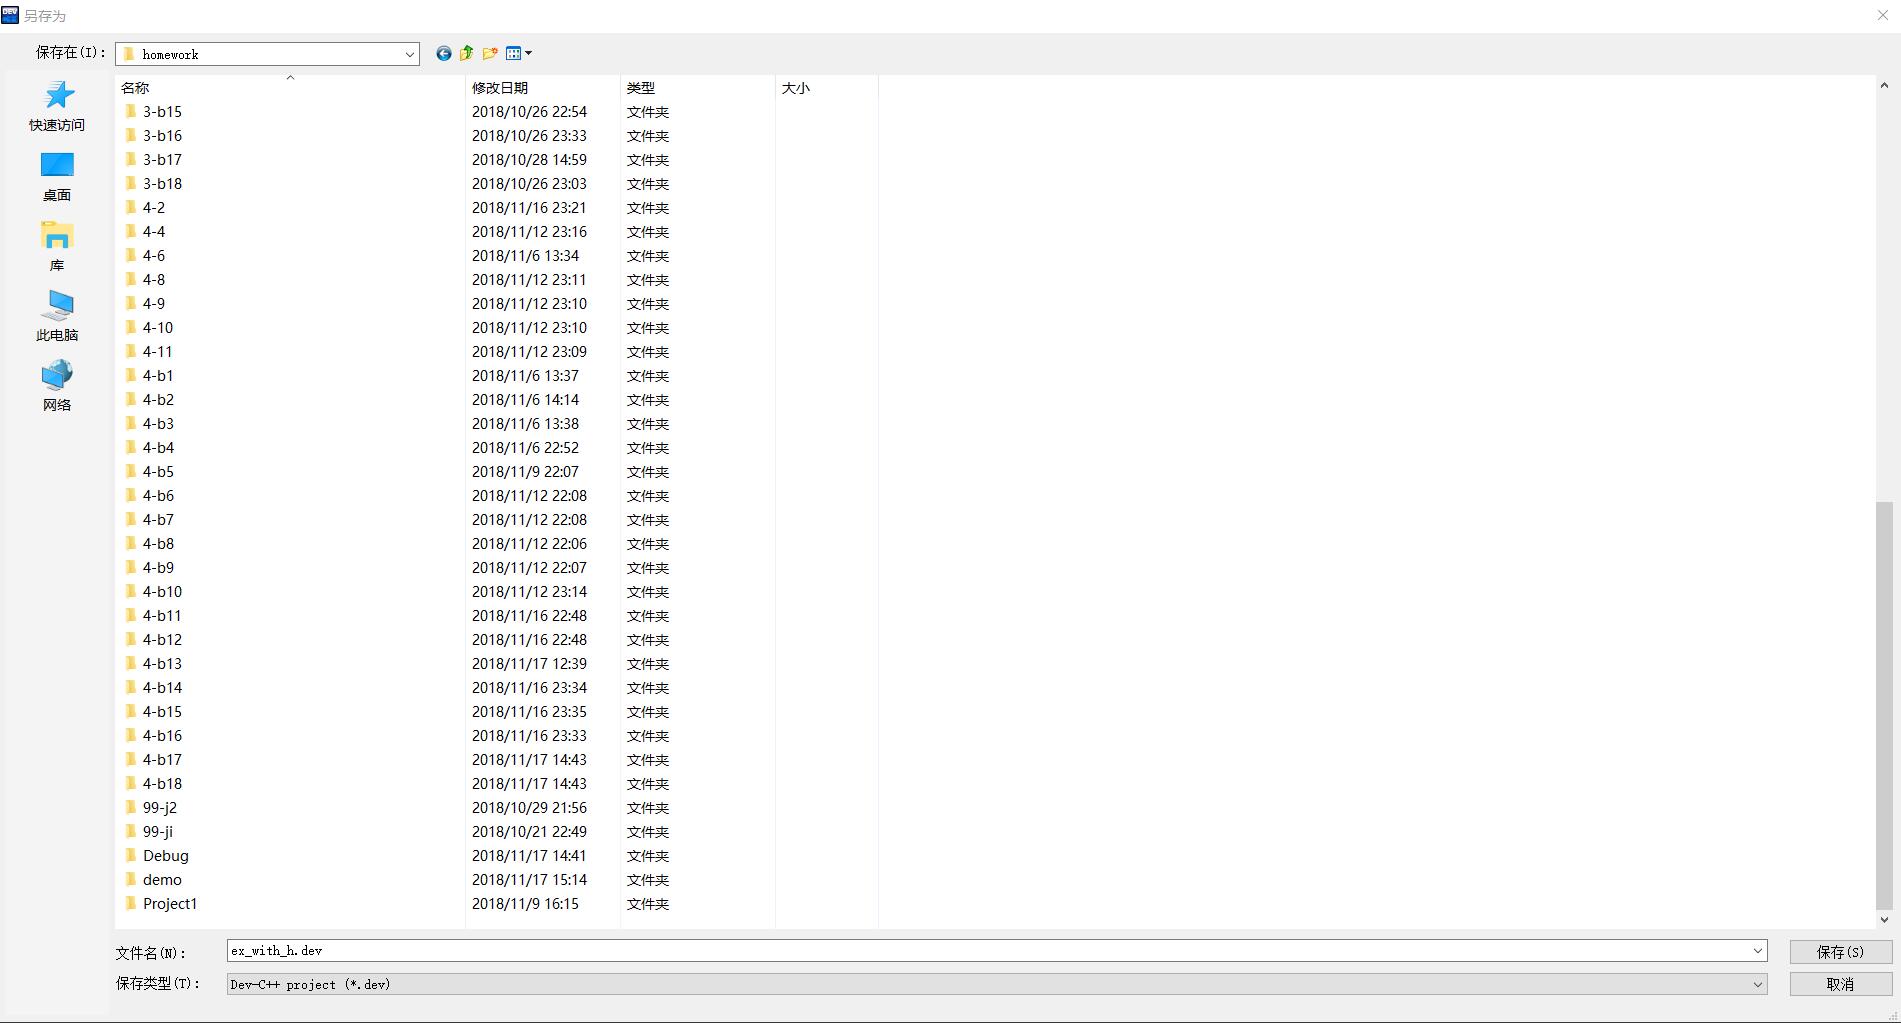 另存为
保存在(I):
homework
名称 修改日期 类型 大小
3-b15 2018/10/26 22:54 文件夹
3-b16 2018/10/26 23:33 文件夹
3-b17 2018/10/28 14:59 文件夹
3-b18 2018/10/26 23:03 文件夹
4-2 2018/11/16 23:21 文件夹
4-4 2018/11/12 23:16 文件夹
4-6 2018/11/6 13:34 文件夹
4-8 2018/11/12 23:11 文件夹
4-9 2018/11/12 23:10 文件夹
4-10 2018/11/12 23:10 文件夹
4-11 2018/11/12 23:09 文件夹
4-b1 2018/11/6 13:37 文件夹
4-b2 2018/11/6 14:14 文件夹
4-b3 2018/11/6 13:38 文件夹
4-b4 2018/11/6 22:52 文件夹
4-b5 2018/11/9 22:07 文件夹
4-b6 2018/11/12 22:08 文件夹
4-b7 2018/11/12 22:08 文件夹
4-b8 2018/11/12 22:06 文件夹
4-b9 2018/11/12 22:07 文件夹
4-b10 2018/11/12 23:14 文件夹
4-b11 2018/11/16 22:48 文件夹
4-b12 2018/11/16 22:48 文件夹
4-b13 2018/11/17 12:39 文件夹
4-b14 2018/11/16 23:34 文件夹
4-b15 2018/11/16 23:35 文件夹
4-b16 2018/11/16 23:33 文件夹
4-b17 2018/11/17 14:43 文件夹
4-b18 2018/11/17 14:43 文件夹
99-j2 2018/10/29 21:56 文件夹
99-ji 2018/10/21 22:49 文件夹
Debug 2018/11/17 14:41 文件夹
demo 2018/11/17 15:14 文件夹
Project1 2018/11/9 16:15 文件夹
快速访问
桌面
库
此电脑
网络
文件名(N): ex_with_h.dev 保存(S)
保存类型(T): Dev-C++ project (*.dev) 取消